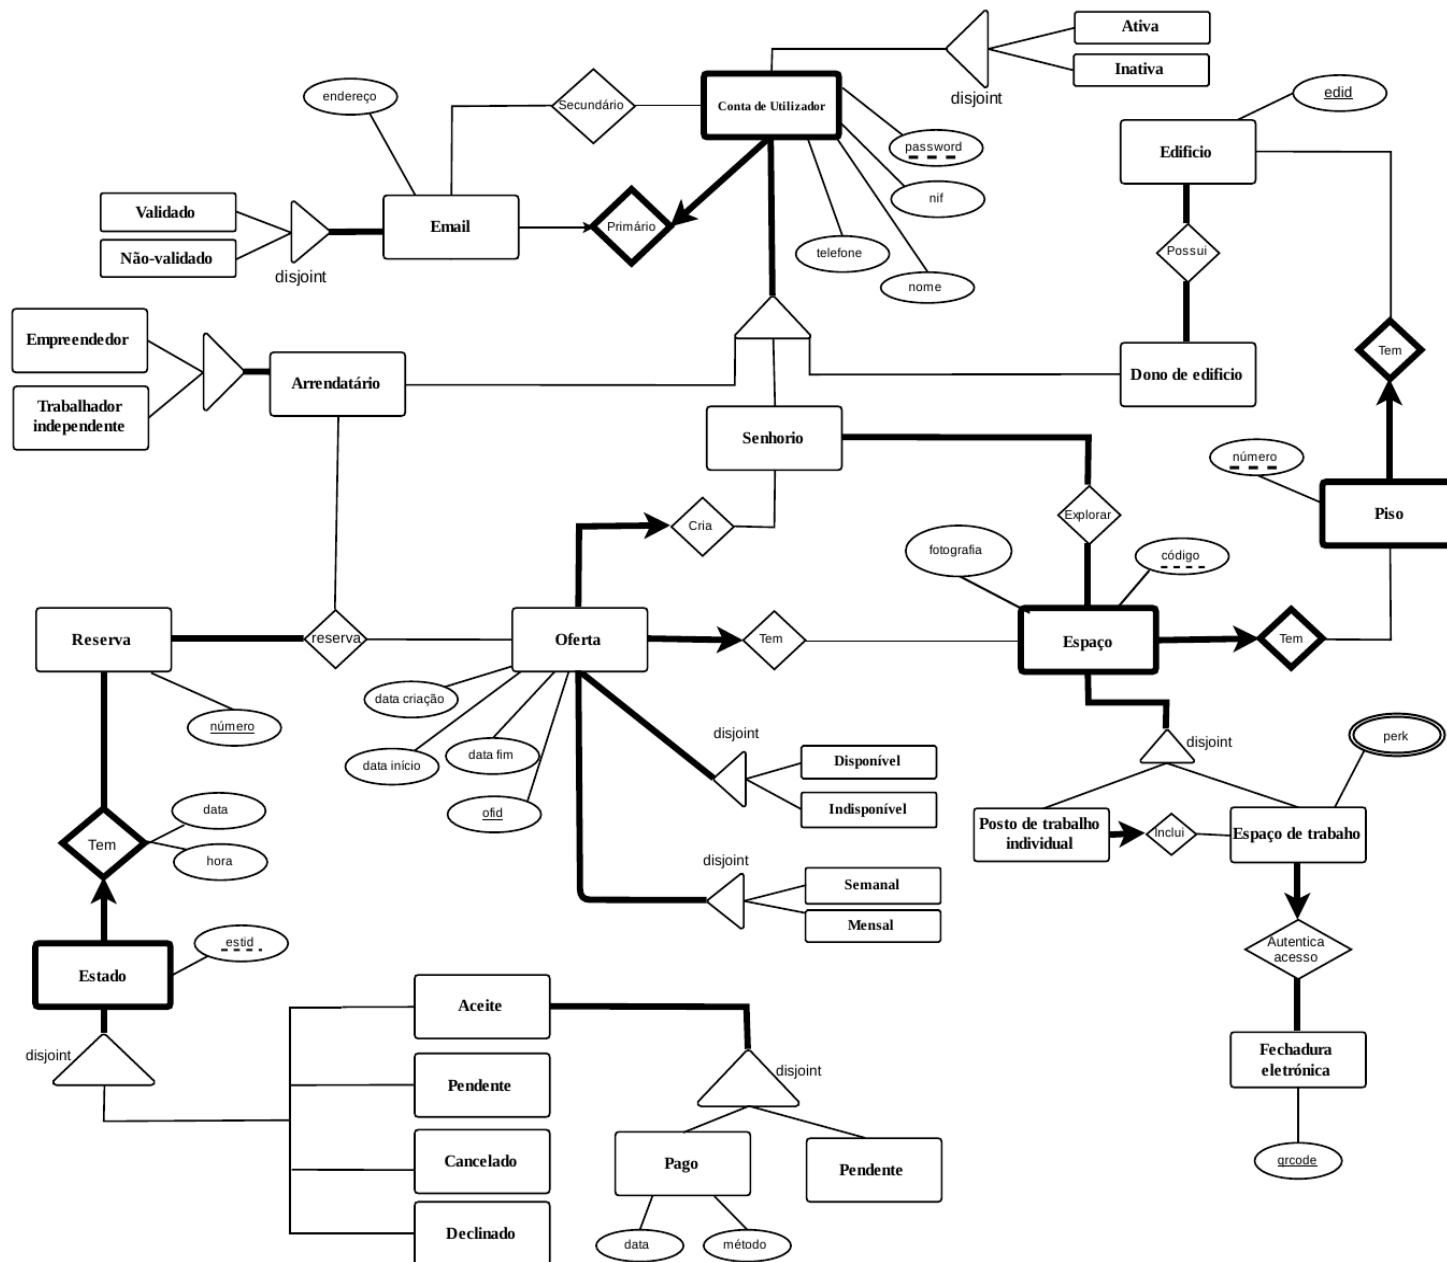 Ativa
Inativa
disjoint
Conta de Utilizador
Secundário
endereço
edid
password
Edificio
nif
Validado
Não-validado
disjoint
Email
Primário
telefone
nome
Possui
Empreendedor
Trabalhador
independente
Arrendatário
Tem
Dono de edificio
Senhorio
número
Piso
Cria
Explorar
fotografia
código
Reserva
reserva
Oferta
Tem
Espaço
Tem
data criação
número
data início
data fim
ofid
disjoint
Disponível
Indisponível
disjoint
perk
Posto de trabalho
individual
Inclui
Espaço de trabaho
data
Tem
hora
disjoint
Semanal
Mensal
estid
Estado
Autentica
acesso
Aceite
disjoint
Pendente
disjoint
Fechadura
eletrónica
Cancelado
Pago
Pendente
qrcode
Declinado
data
método